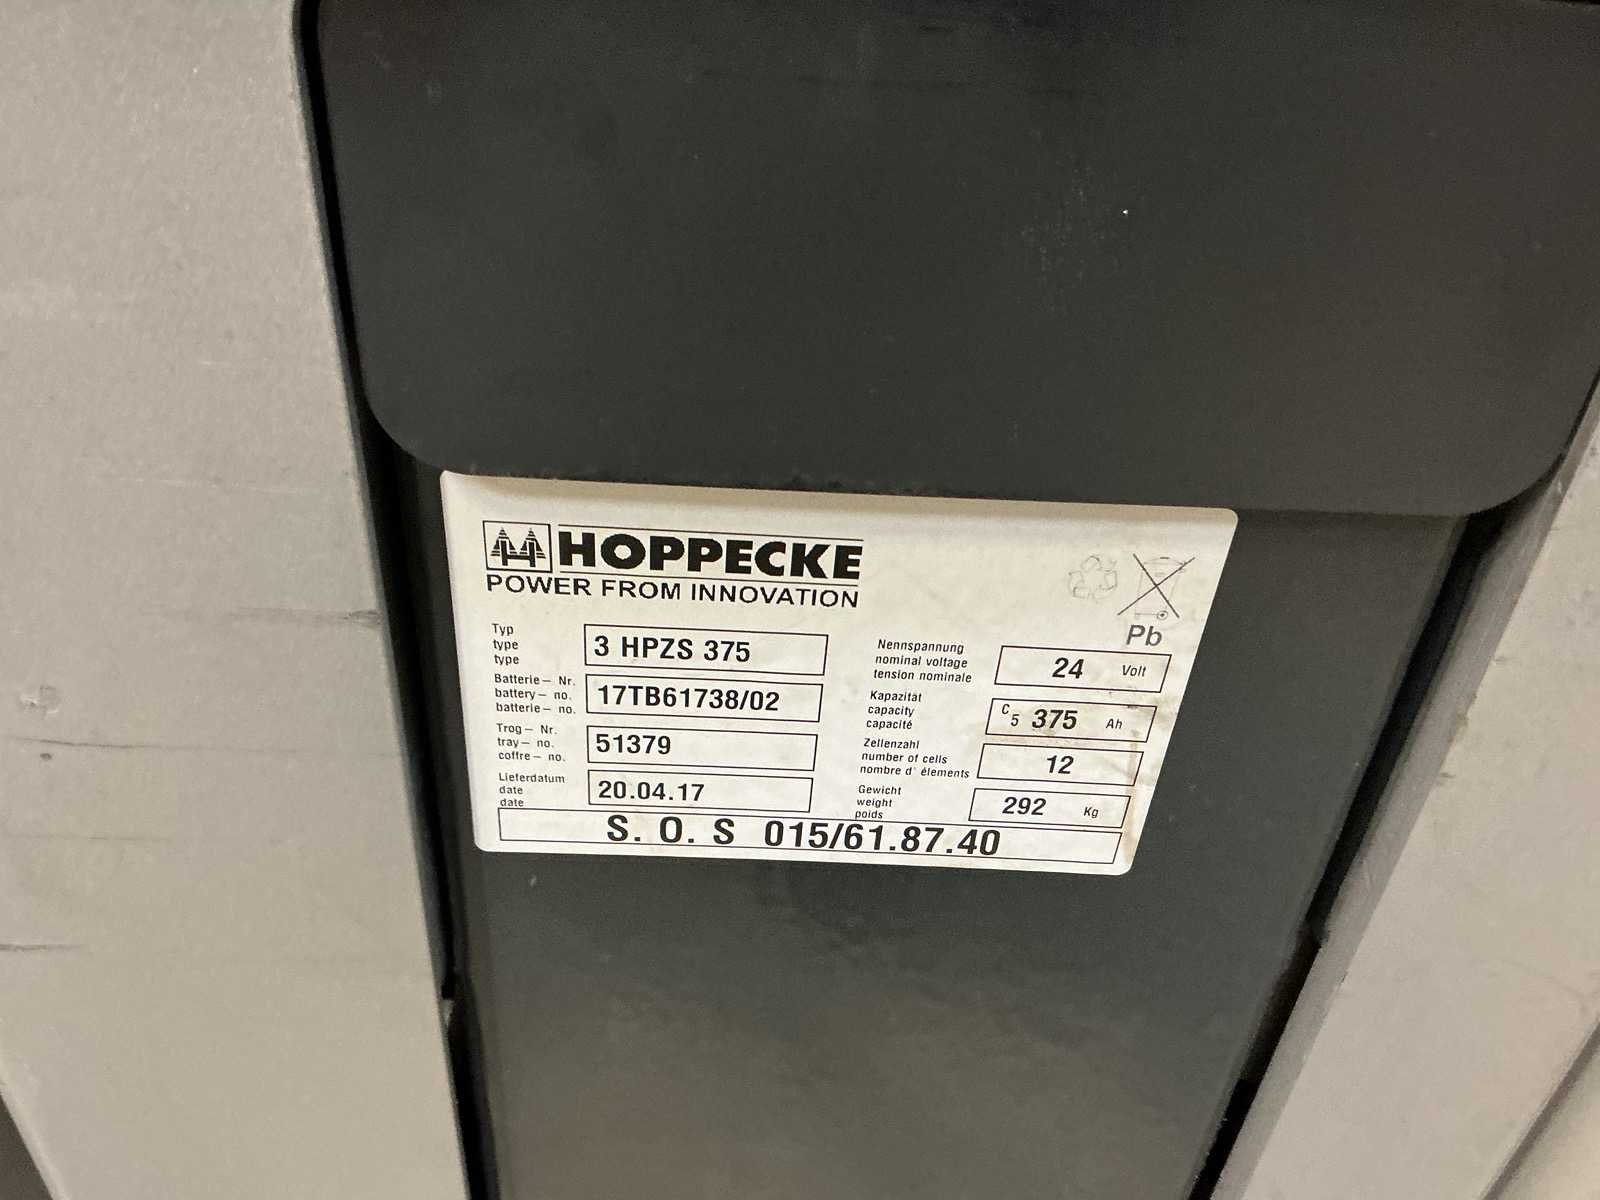 HOPPECKE
POWER FROM INNOVATION
Pb
Typ
type
type
3 HPZS 375
Nennspannung
nominal voltage
tension nominale
24 Volt
Batterie – Nr.
battery – no.
batterie – no.
17TB61738/02
Kapazität
capacity
capacité
C5 375 Ah
Trog – Nr.
tray – no.
coffre – no.
51379
Zellenzahl
number of cells
nombre d' élements
12
Lieferdatum
date
date
20.04.17
Gewicht
weight
poids
292 Kg
S. O. S 015/61.87.40